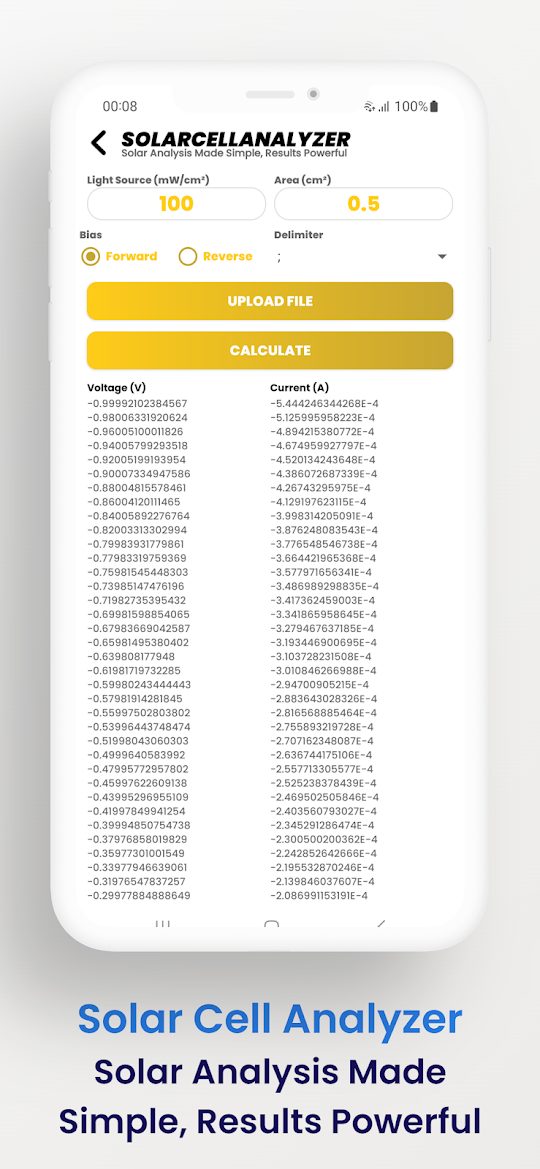 00:08 100%
SOLARCELLANALYZER
Solar Analysis Made Simple, Results Powerful
Light Source (mW/cm²) Area (cm²)
100 0.5
Bias Delimiter
Forward Reverse ;
UPLOAD FILE
CALCULATE
Voltage (V) Current (A)
-0.99992102384567 -5.444246344268E-4
-0.98006331920624 -5.125995958223E-4
-0.96005100011826 -4.894215380772E-4
-0.94005799293518 -4.674959927797E-4
-0.92005199193954 -4.520134243648E-4
-0.90007334947586 -4.386072687339E-4
-0.88004815578461 -4.26743295975E-4
-0.86004120111465 -4.129197623115E-4
-0.84005892276764 -3.998314205091E-4
-0.82003313302994 -3.876248083543E-4
-0.79983931779861 -3.776548546738E-4
-0.77983319759369 -3.664421965368E-4
-0.75981545448303 -3.577971656341E-4
-0.73985147476196 -3.486989298835E-4
-0.71982735395432 -3.417362459003E-4
-0.69981598854065 -3.341865958645E-4
-0.67983669042587 -3.279467637185E-4
-0.65981495380402 -3.193446900695E-4
-0.639808177948 -3.103728231508E-4
-0.61981719732285 -3.010846266988E-4
-0.59980243444443 -2.94700905215E-4
-0.57981914281845 -2.883643028326E-4
-0.55997502803802 -2.816568885464E-4
-0.53996443748474 -2.755893219728E-4
-0.51998043060303 -2.707162348087E-4
-0.4999640583992 -2.636744175106E-4
-0.47995772957802 -2.557713305577E-4
-0.45997622609138 -2.525238378439E-4
-0.43995296955109 -2.469502505846E-4
-0.41997849941254 -2.403560793027E-4
-0.39994850754738 -2.345291286474E-4
-0.37976858019829 -2.300500200362E-4
-0.35977301001549 -2.242852642666E-4
-0.33977946639061 -2.195532870246E-4
-0.31976547837257 -2.139846037607E-4
-0.29977884888649 -2.086991153191E-4
Solar Cell Analyzer
Solar Analysis Made
Simple, Results Powerful